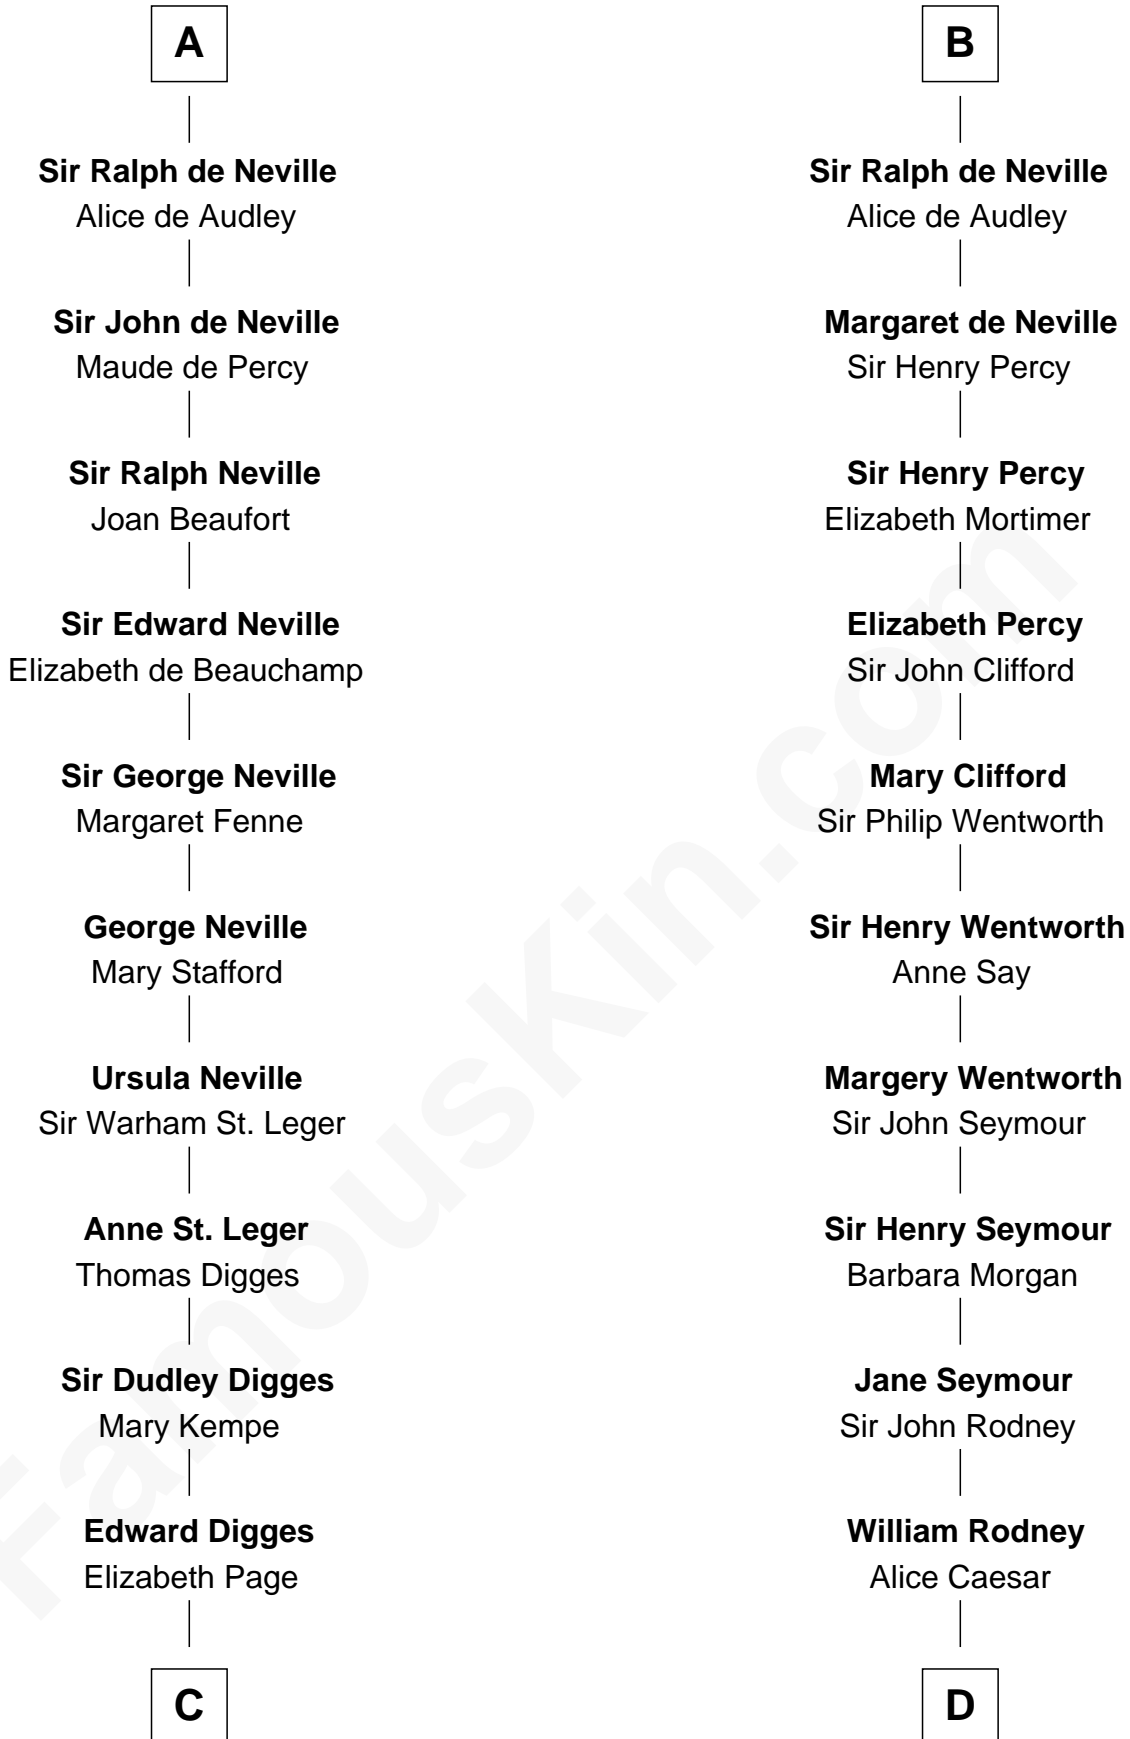 A
Sir Ralph de Neville
Alice de Audley
Sir John de Neville
Maude de Percy
Sir Ralph Neville
Joan Beaufort
Sir Edward Neville
Elizabeth de Beauchamp
Sir George Neville
Margaret Fenne
George Neville
Mary Stafford
Ursula Neville
Sir Warham St. Leger
Anne St. Leger
Thomas Digges
Sir Dudley Digges
Mary Kempe
Edward Digges
Elizabeth Page
C
B
Sir Ralph de Neville
Alice de Audley
Margaret de Neville
Sir Henry Percy
Sir Henry Percy
Elizabeth Mortimer
Elizabeth Percy
Sir John Clifford
Mary Clifford
Sir Philip Wentworth
Sir Henry Wentworth
Anne Say
Margery Wentworth
Sir John Seymour
Sir Henry Seymour
Barbara Morgan
Jane Seymour
Sir John Rodney
William Rodney
Alice Caesar
D
FamousKin.com